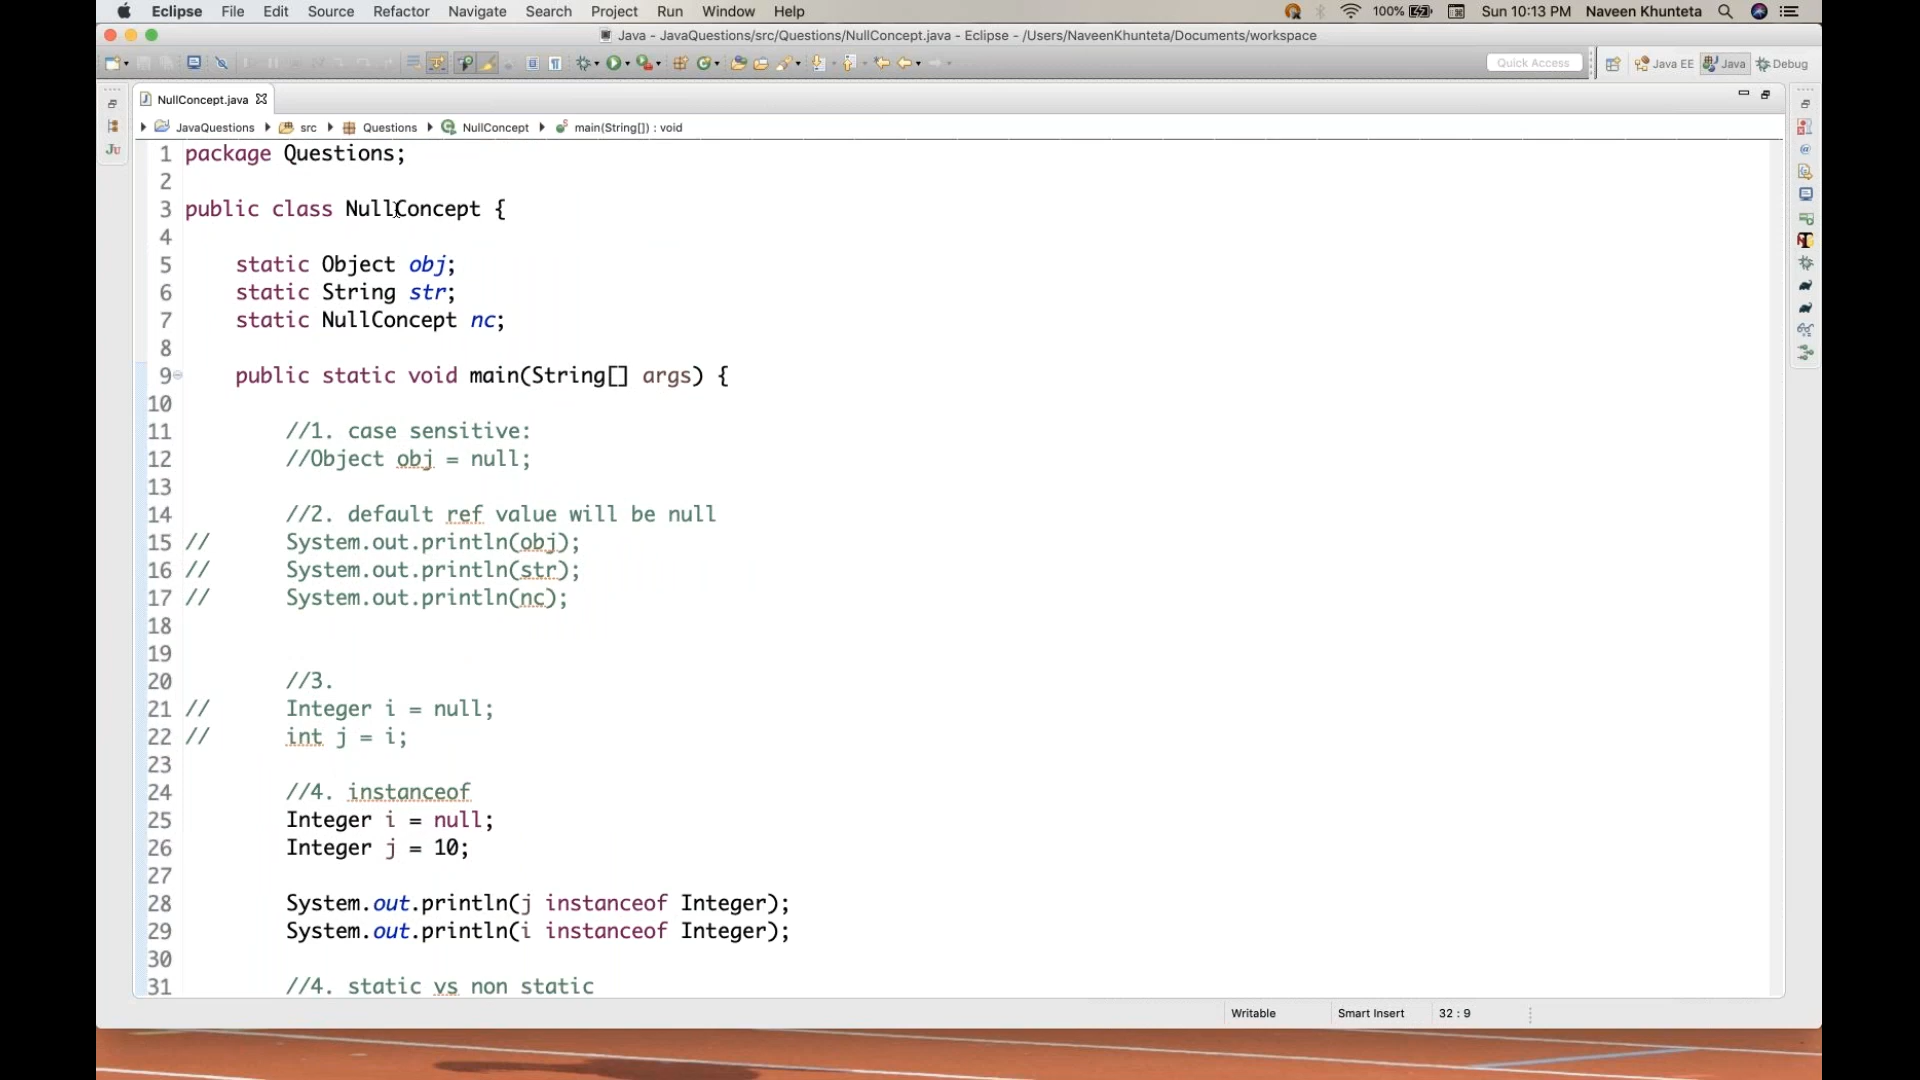 Eclipse File Edit Source Refactor Navigate Search Project Run Window Help 100% Sun 10:13 PM Naveen Khunteta
Java - JavaQuestions/src/Questions/NullConcept.java - Eclipse - /Users/NaveenKhunteta/Documents/workspace
Quick Access Java EE Java Debug
NullConcept.java
JavaQuestions src Questions NullConcept main(String[]) : void
1 package Questions;
2
3 public class NullConcept {
4
5 static Object obj;
6 static String str;
7 static NullConcept nc;
8
9 public static void main(String[] args) {
10
11 //1. case sensitive:
12 //Object obj = null;
13
14 //2. default ref value will be null
15 // System.out.println(obj);
16 // System.out.println(str);
17 // System.out.println(nc);
18
19
20 //3.
21 // Integer i = null;
22 // int j = i;
23
24 //4. instanceof
25 Integer i = null;
26 Integer j = 10;
27
28 System.out.println(j instanceof Integer);
29 System.out.println(i instanceof Integer);
30
31 //4. static vs non static
Writable Smart Insert 32 : 9